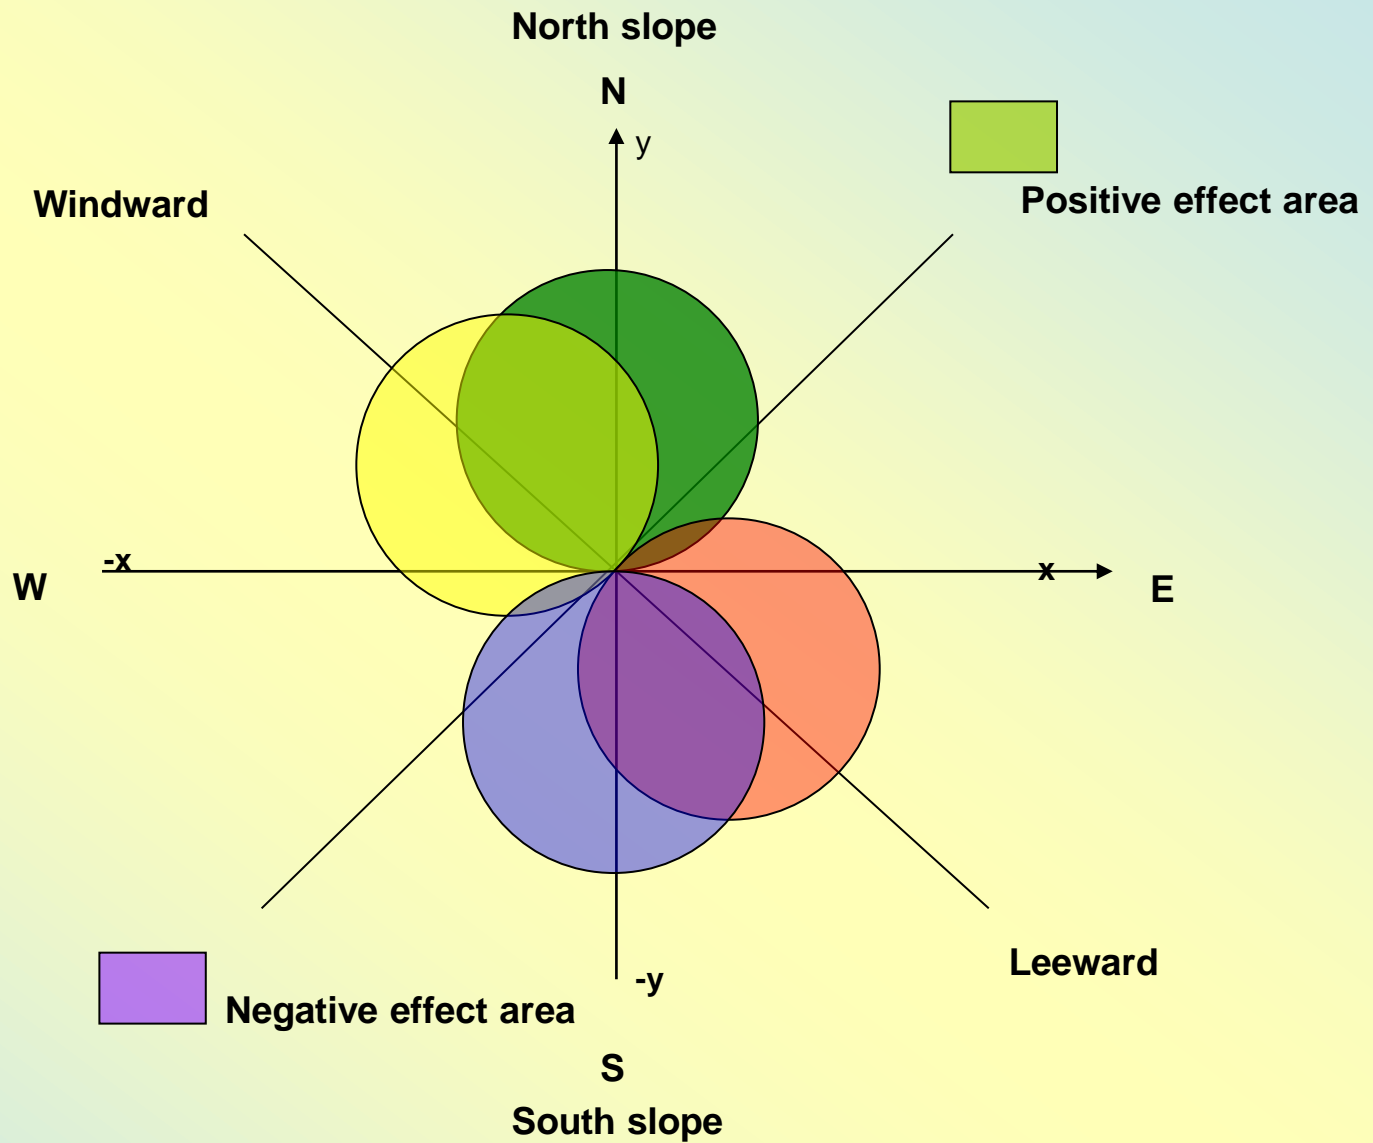 North slope
N
y
Positive effect area
Windward
-x
W
x
E
Leeward
-y
Negative effect area
S
South slope